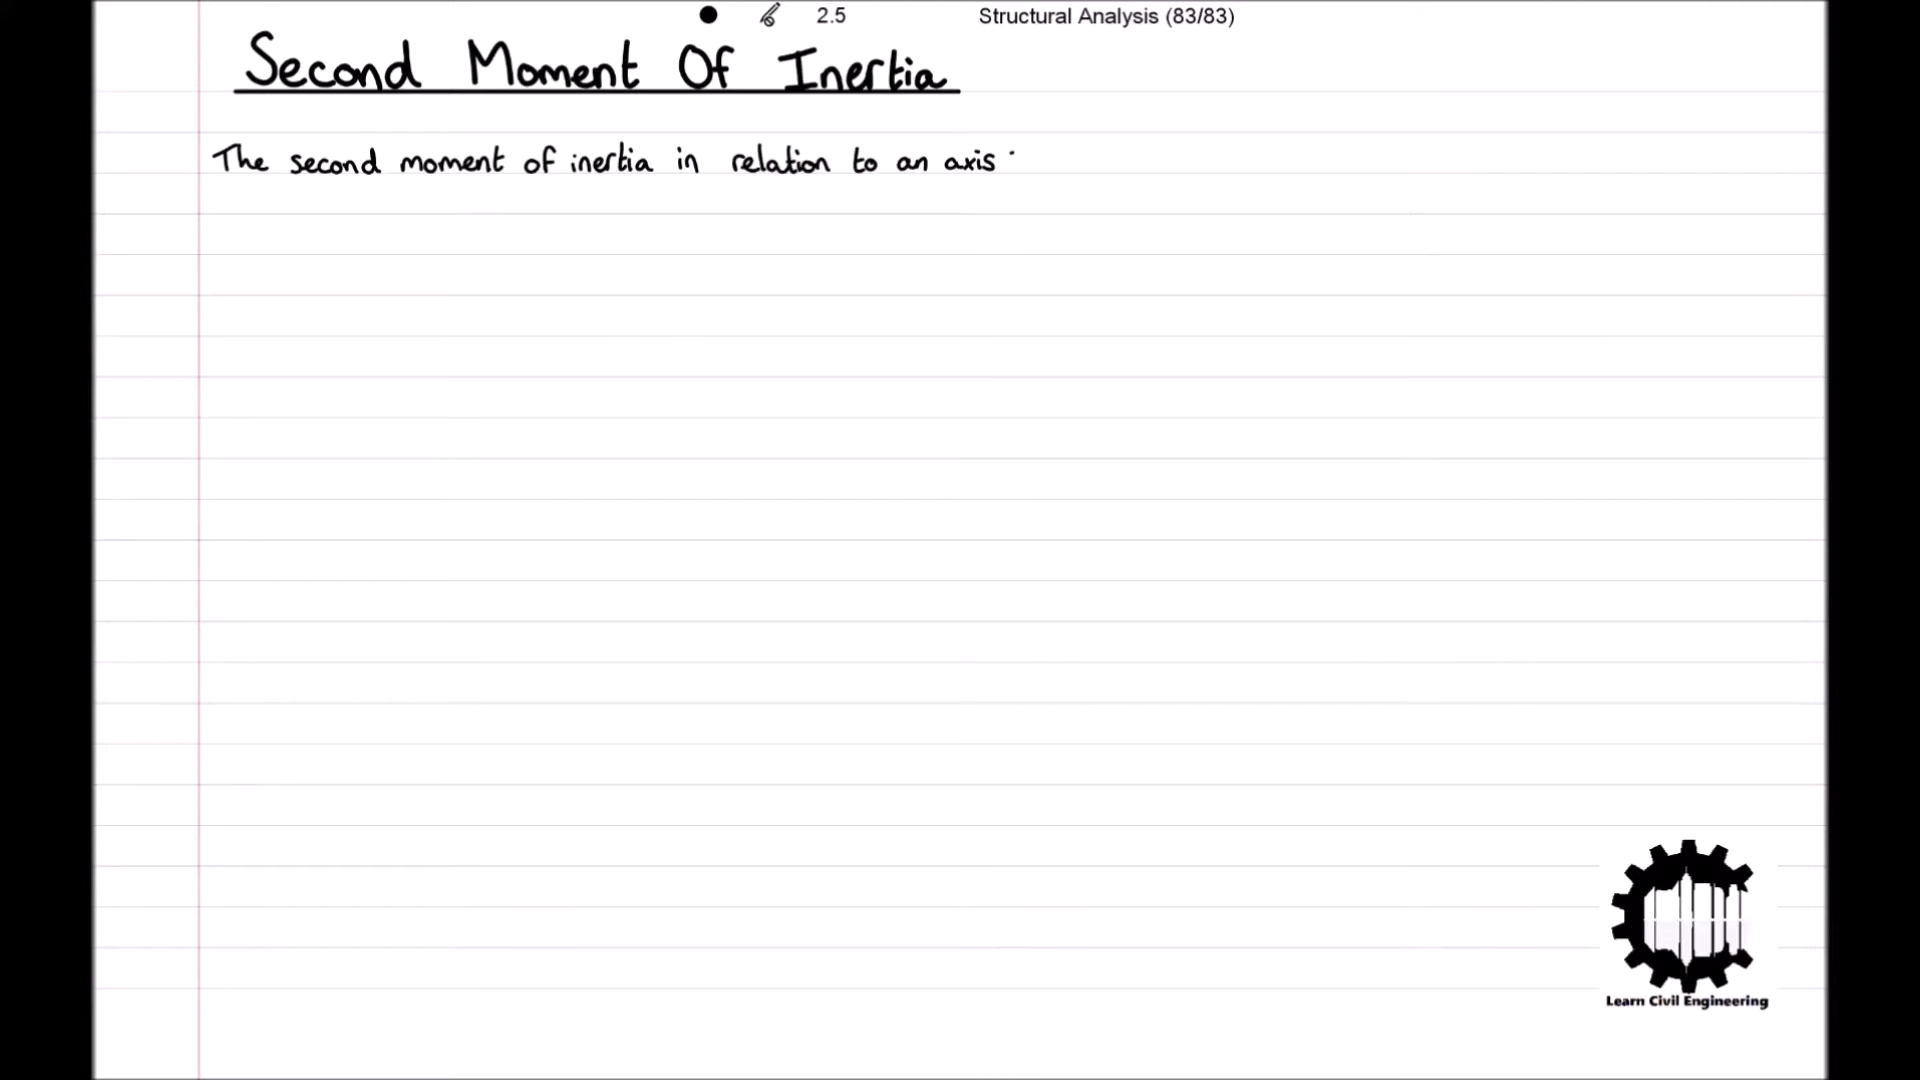 2.5 Structural Analysis (83/83)
Second Moment Of Inertia
The second moment of inertia in relation to an axis
Learn Civil Engineering